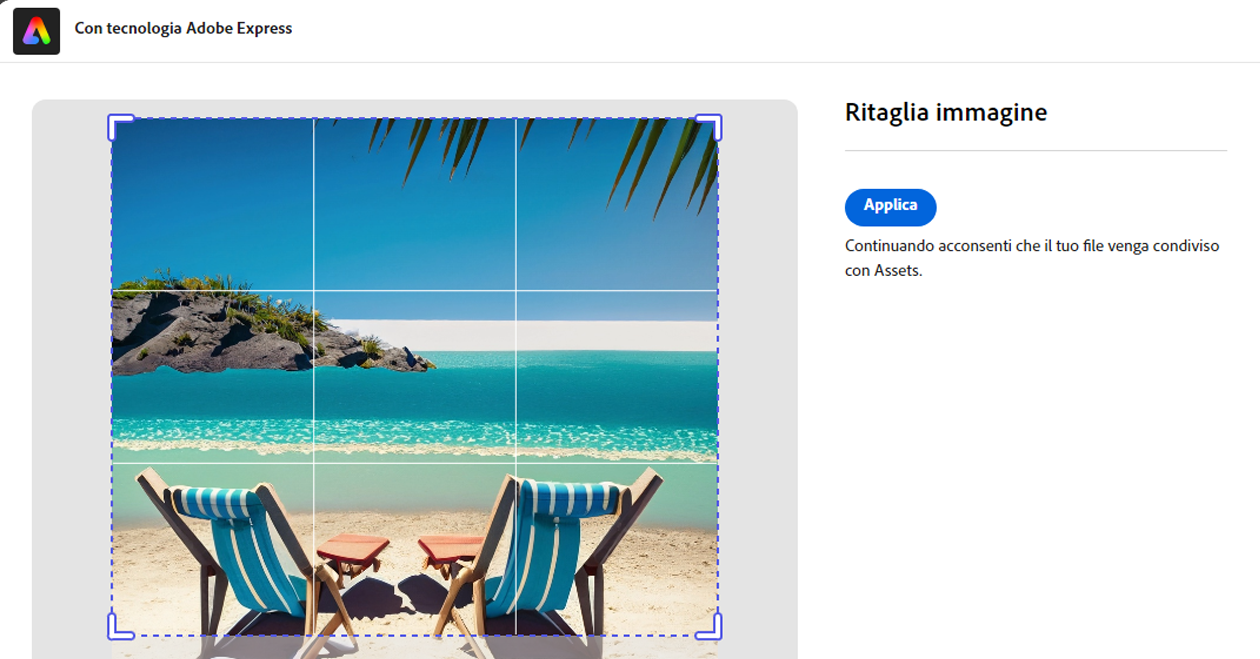 Con tecnologia Adobe Express
Ritaglia immagine
Applica
Continuando acconsenti che il tuo file venga condiviso
con Assets.